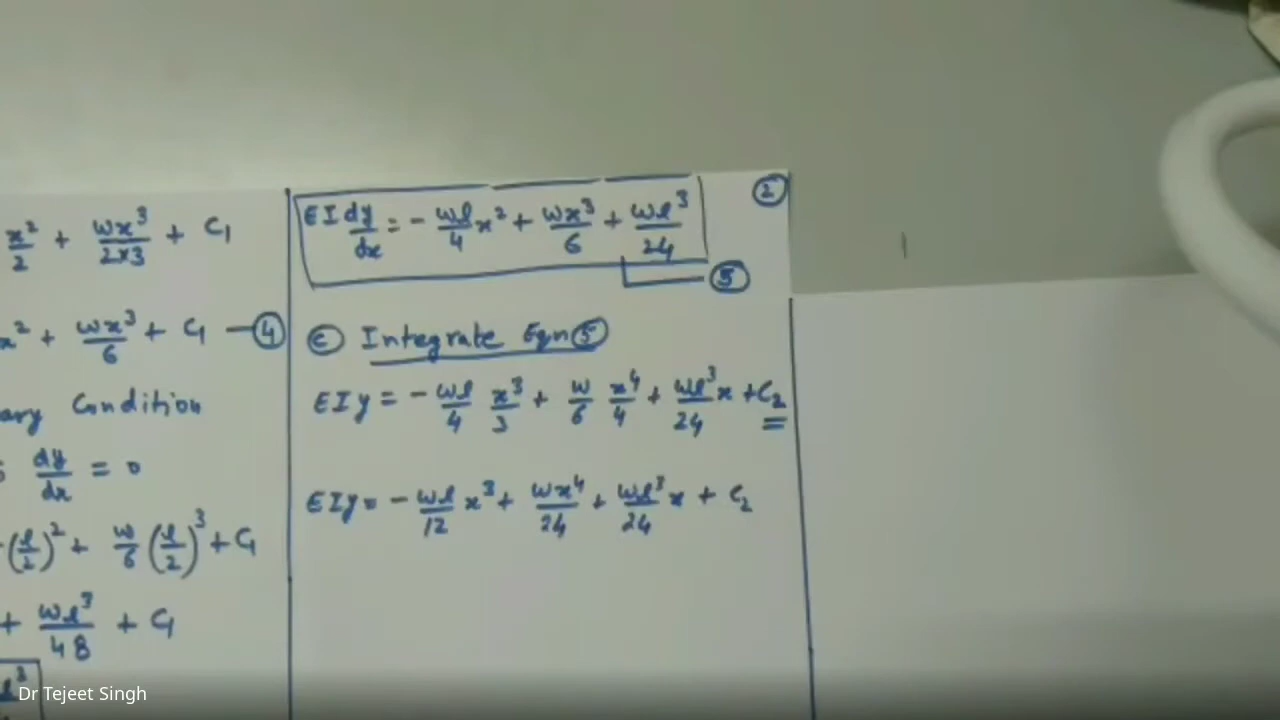 x²/2 + wx³/2×3 + C₁
x² + wx³/6 + C₁ — ④
ary Condition
dy/dx = 0
(l/2)² + w/6 (l/2)³ + C₁
+ wl³/48 + C₁
l³
②
EI dy/dx = - wl/4 x² + wx³/6 + wl³/24
⑤
ⓒ Integrate Eqn ⑤
EIy = - wl/4 x³/3 + w/6 x⁴/4 + wl³/24 x + C₂
EIy = - wl/12 x³ + wx⁴/24 + wl³/24 x + C₂
Dr Tejeet Singh